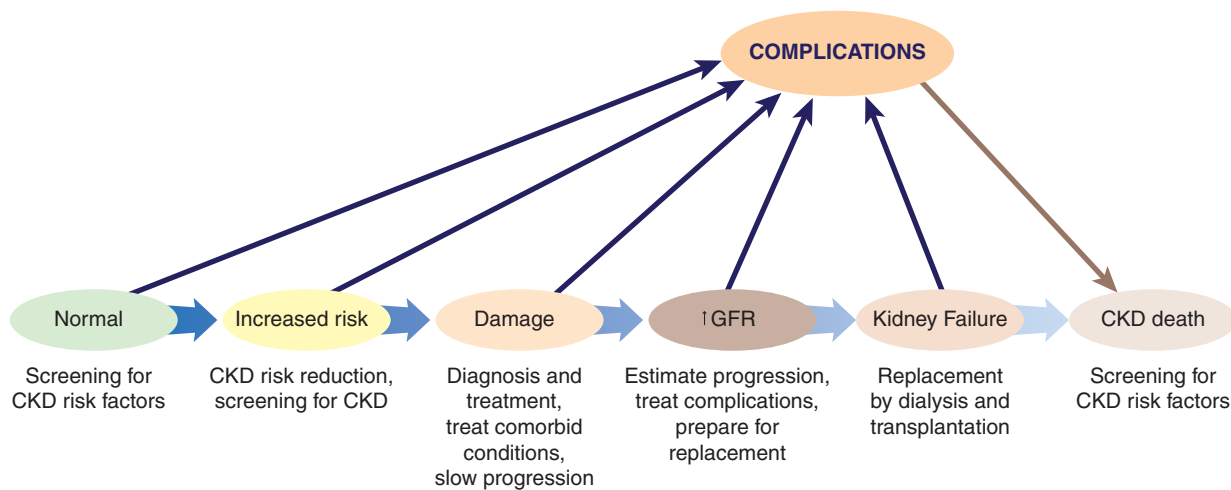 COMPLICATIONS
Normal
Increased risk
Damage
↑GFR
Kidney Failure
CKD death
Screening for
CKD risk factors
CKD risk reduction,
screening for CKD
Diagnosis and
treatment,
treat comorbid
conditions,
slow progression
Estimate progression,
treat complications,
prepare for
replacement
Replacement
by dialysis and
transplantation
Screening for
CKD risk factors